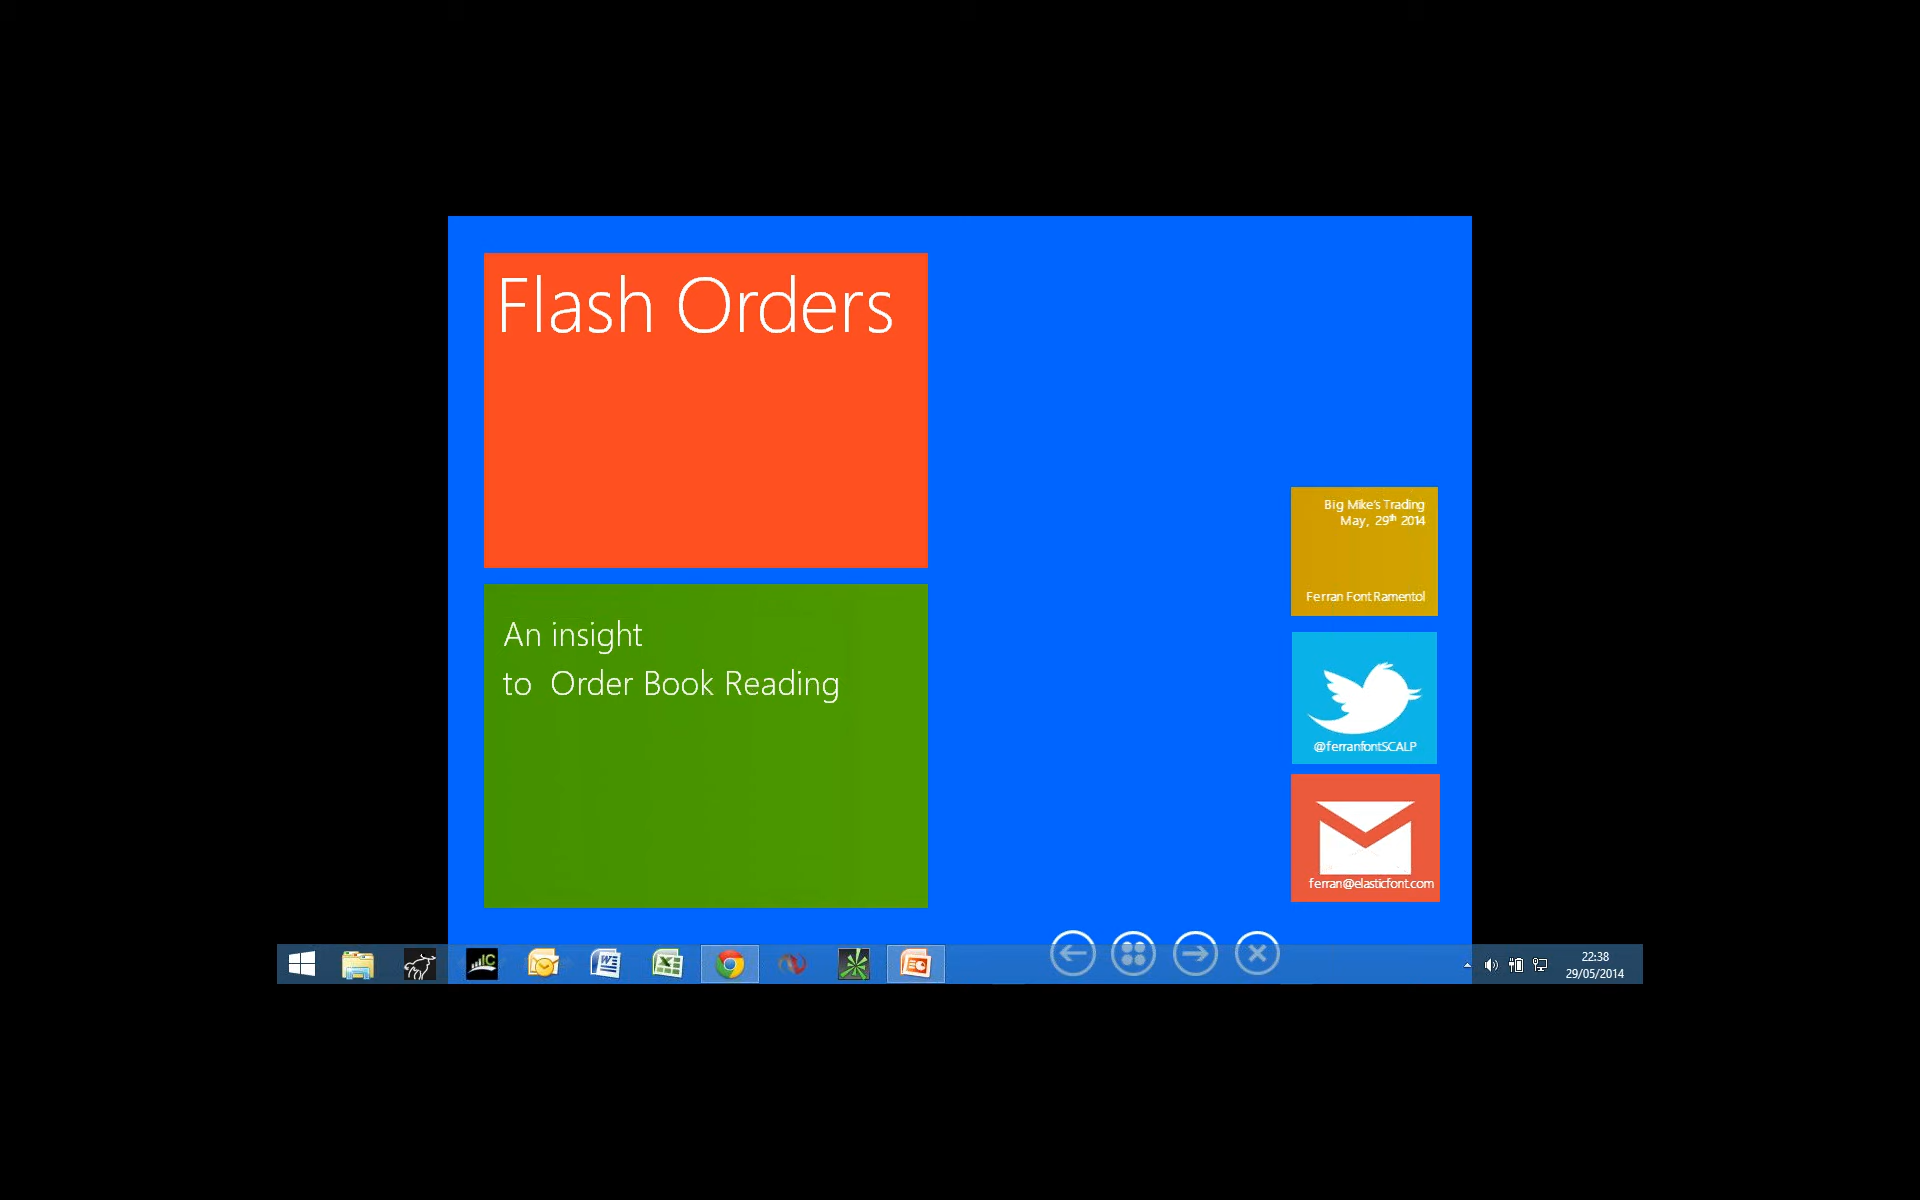 Flash Orders
An insight
to Order Book Reading
Big Mike's Trading
May, 29th 2014
Ferran Font Ramentol
@ferranfontSCALP
ferran@elasticfont.com
IC
22:38
29/05/2014